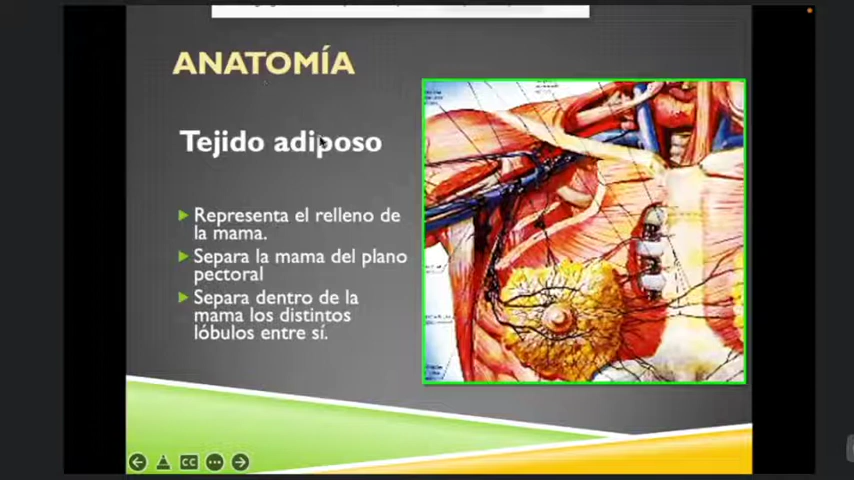 ANATOMÍA
Tejido adiposo
Representa el relleno de
la mama.
Separa la mama del plano
pectoral
Separa dentro de la
mama los distintos
lóbulos entre sí.
CC